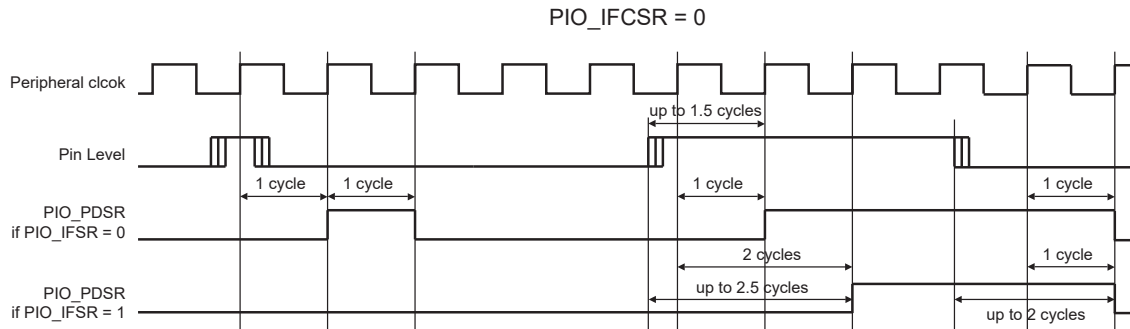 PIO_IFCSR = 0
Peripheral clcok
up to 1.5 cycles
Pin Level
1 cycle 1 cycle 1 cycle 1 cycle
PIO_PDSR
if PIO_IFSR = 0
2 cycles 1 cycle
PIO_PDSR
if PIO_IFSR = 1
up to 2.5 cycles up to 2 cycles